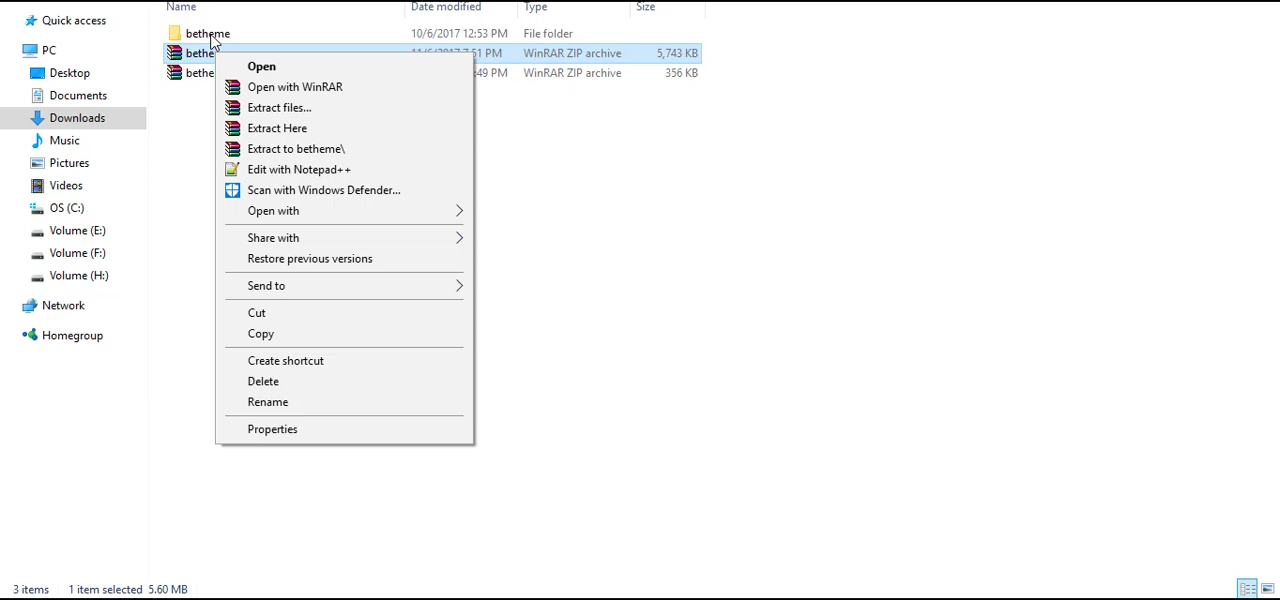 Name Date modified Type Size
Quick access
betheme 10/6/2017 12:53 PM File folder
PC
bethe 7:51 PM WinRAR ZIP archive 5,743 KB
Open
Desktop
bethe :49 PM WinRAR ZIP archive 356 KB
Open with WinRAR
Documents
Extract files...
Downloads
Extract Here
Music
Extract to betheme\
Pictures
Edit with Notepad++
Videos
Scan with Windows Defender...
OS (C:)
Open with
Volume (E:)
Share with
Volume (F:)
Restore previous versions
Volume (H:)
Send to
Network
Cut
Homegroup
Copy
Create shortcut
Delete
Rename
Properties
3 items 1 item selected 5.60 MB